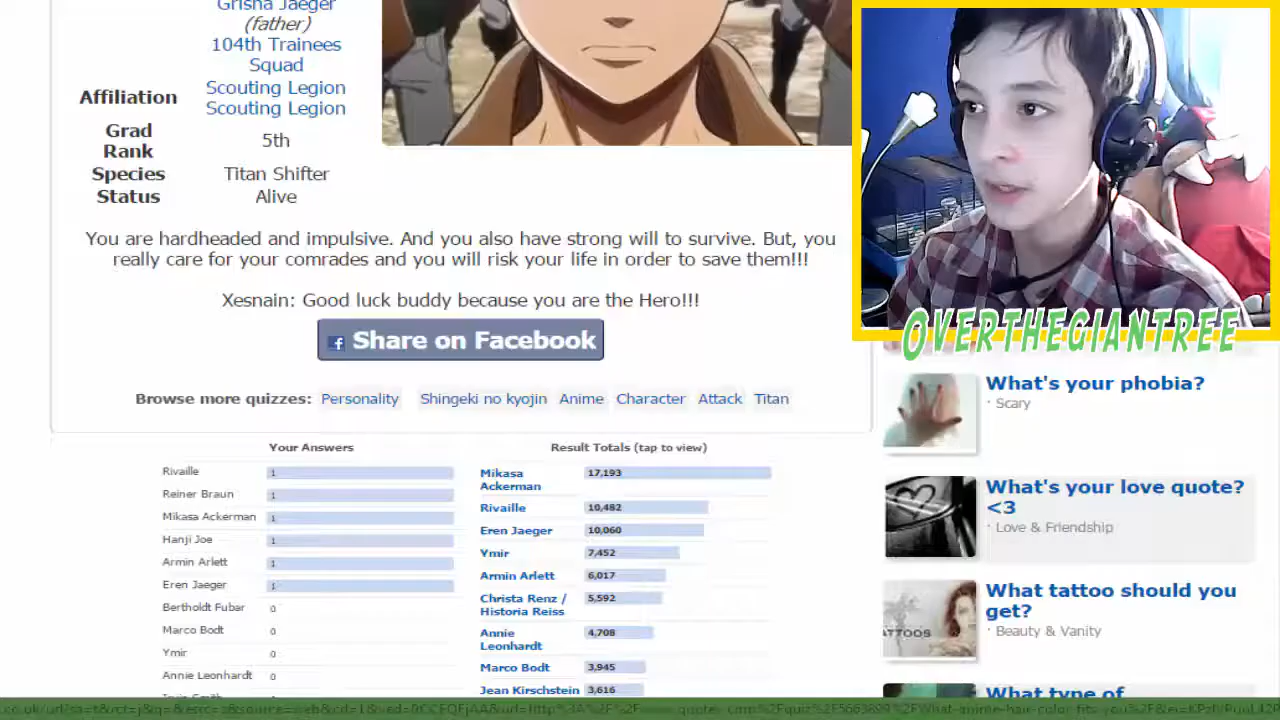 Grisha Jaeger
(father)
104th Trainees
Squad
Affiliation
Scouting Legion
Scouting Legion
Grad
Rank
5th
Species
Titan Shifter
Status
Alive
You are hardheaded and impulsive. And you also have strong will to survive. But, you
really care for your comrades and you will risk your life in order to save them!!!
Xesnain: Good luck buddy because you are the Hero!!!
f Share on Facebook
Browse more quizzes: Personality Shingeki no kyojin Anime Character Attack Titan
Your Answers
Rivaille 1
Reiner Braun 1
Mikasa Ackerman 1
Hanji Joe 1
Armin Arlett 1
Eren Jaeger 1
Bertholdt Fubar 0
Marco Bodt 0
Ymir 0
Annie Leonhardt 0
Result Totals (tap to view)
Mikasa
Ackerman 17,193
Rivaille 10,482
Eren Jaeger 10,060
Ymir 7,452
Armin Arlett 6,017
Christa Renz /
Historia Reiss 5,592
Annie
Leonhardt 4,708
Marco Bodt 3,945
Jean Kirschstein 3,616
OVERTHEGIANTREE
What's your phobia?
· Scary
What's your love quote?
<3
· Love & Friendship
What tattoo should you
get?
· Beauty & Vanity
TATTOOS
What type of